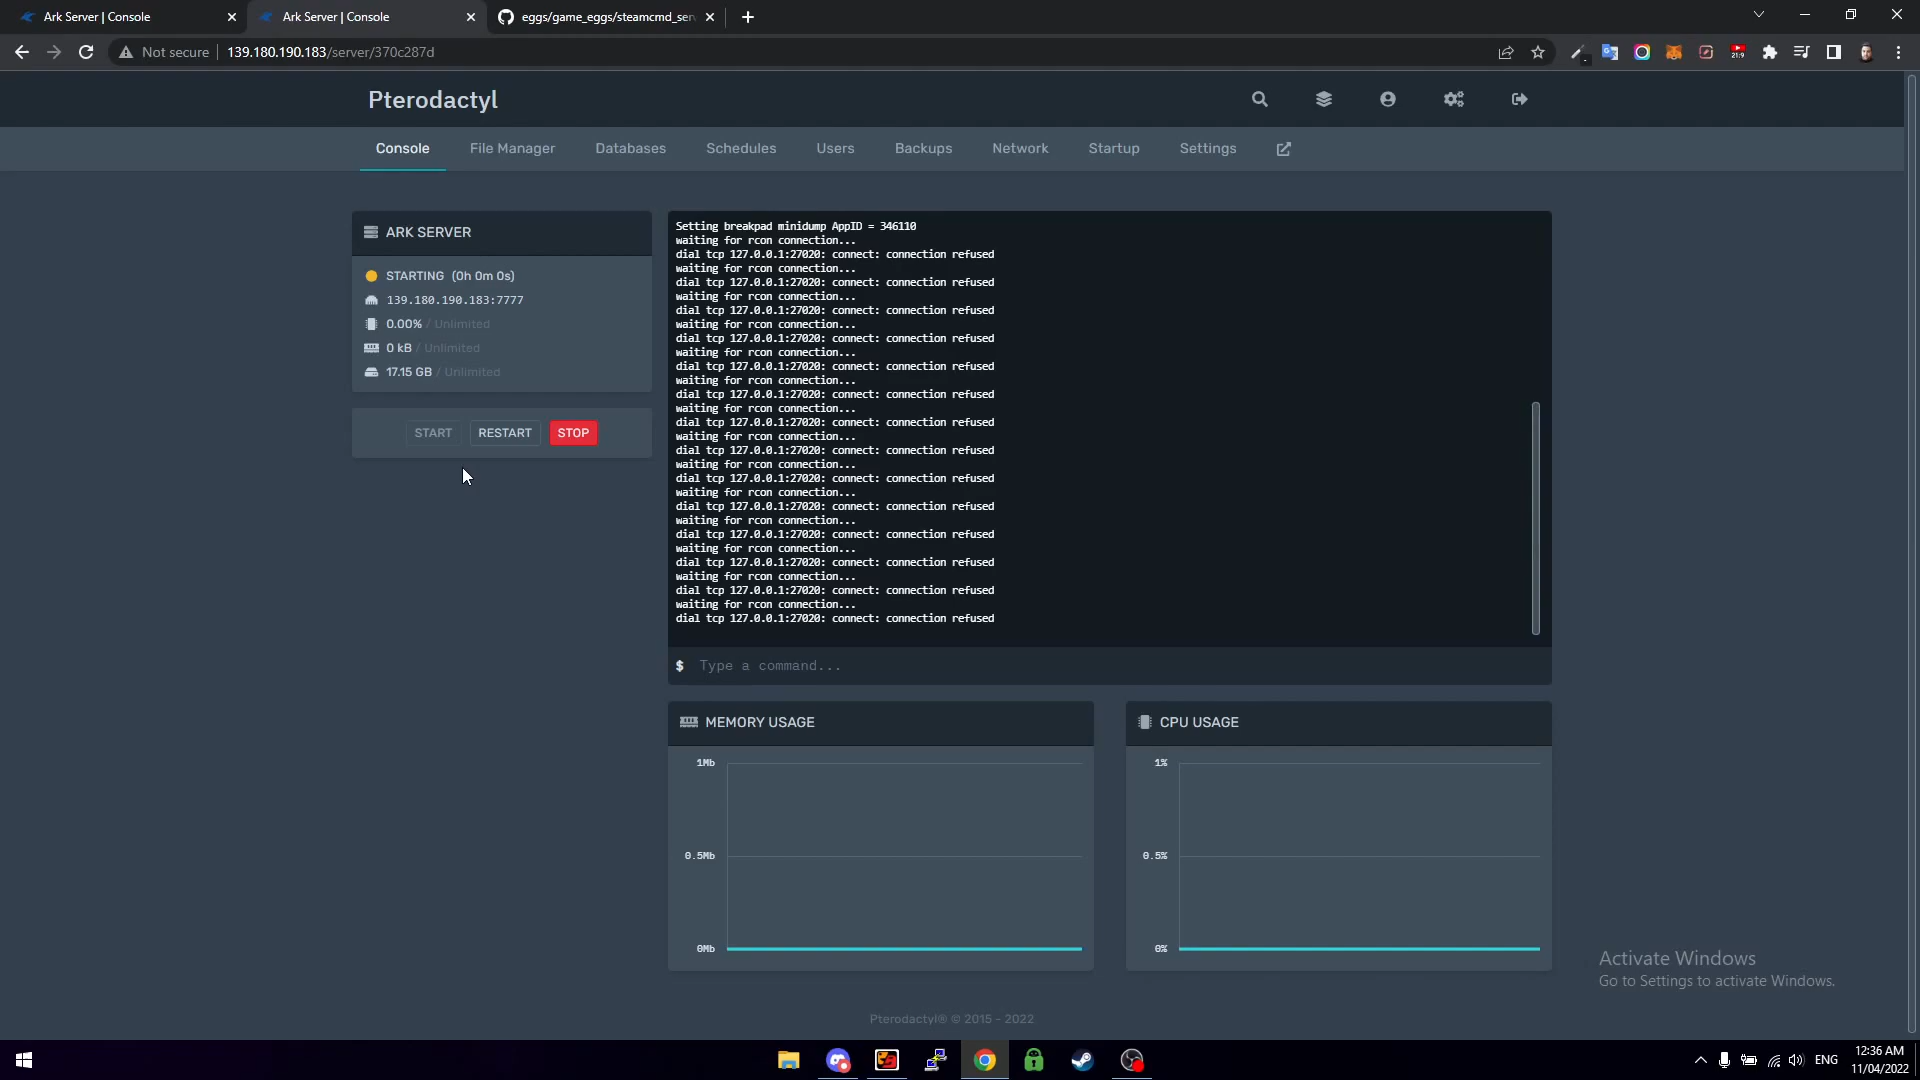 Ark Server | Console
Ark Server | Console
eggs/game_eggs/steamcmd_ser
Not secure
139.180.190.183/server/370c287d
21:9
Pterodactyl
Console
File Manager
Databases
Schedules
Users
Backups
Network
Startup
Settings
ARK SERVER
STARTING (0h 0m 0s)
139.180.190.183:7777
0.00% / Unlimited
0 kB / Unlimited
17.15 GB / Unlimited
START
RESTART
STOP
Setting breakpad minidump AppID = 346110
waiting for rcon connection...
dial tcp 127.0.0.1:27020: connect: connection refused
waiting for rcon connection...
dial tcp 127.0.0.1:27020: connect: connection refused
waiting for rcon connection...
dial tcp 127.0.0.1:27020: connect: connection refused
waiting for rcon connection...
dial tcp 127.0.0.1:27020: connect: connection refused
waiting for rcon connection...
dial tcp 127.0.0.1:27020: connect: connection refused
waiting for rcon connection...
dial tcp 127.0.0.1:27020: connect: connection refused
waiting for rcon connection...
dial tcp 127.0.0.1:27020: connect: connection refused
waiting for rcon connection...
dial tcp 127.0.0.1:27020: connect: connection refused
waiting for rcon connection...
dial tcp 127.0.0.1:27020: connect: connection refused
waiting for rcon connection...
dial tcp 127.0.0.1:27020: connect: connection refused
waiting for rcon connection...
dial tcp 127.0.0.1:27020: connect: connection refused
waiting for rcon connection...
dial tcp 127.0.0.1:27020: connect: connection refused
waiting for rcon connection...
dial tcp 127.0.0.1:27020: connect: connection refused
waiting for rcon connection...
dial tcp 127.0.0.1:27020: connect: connection refused
$ Type a command...
MEMORY USAGE
1Mb
0.5Mb
0Mb
CPU USAGE
1%
0.5%
0%
Activate Windows
Go to Settings to activate Windows.
Pterodactyl® © 2015 - 2022
ENG
12:36 AM
11/04/2022